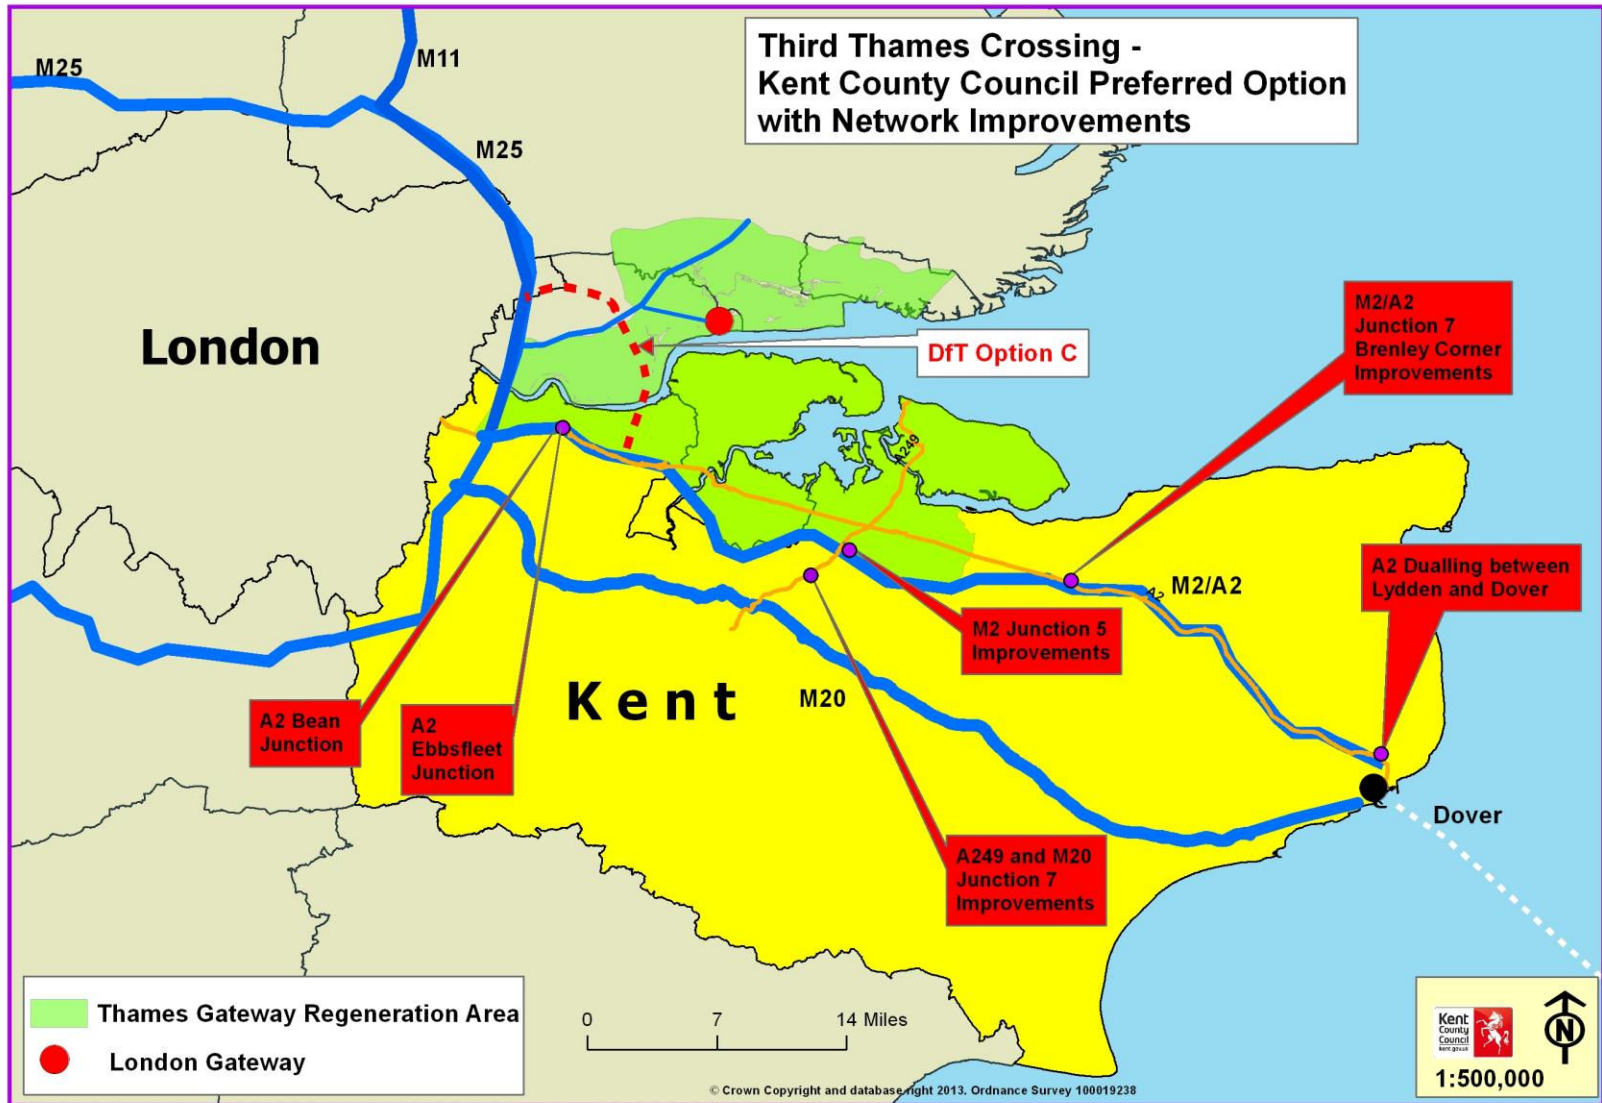 Third Thames Crossing -
Kent County Council Preferred Option
with Network Improvements
M25
M11
M25
London
DfT Option C
M2/A2
Junction 7
Brenley Corner
Improvements
A249
A2 Dualling between
Lydden and Dover
A2
M2/A2
M2 Junction 5
Improvements
Kent
M20
A2 Bean
Junction
A2
Ebbsfleet
Junction
A249 and M20
Junction 7
Improvements
Dover
Thames Gateway Regeneration Area
London Gateway
0 7 14 Miles
© Crown Copyright and database right 2013. Ordnance Survey 100019238
Kent
County
Council
kent.gov.uk
N
1:500,000